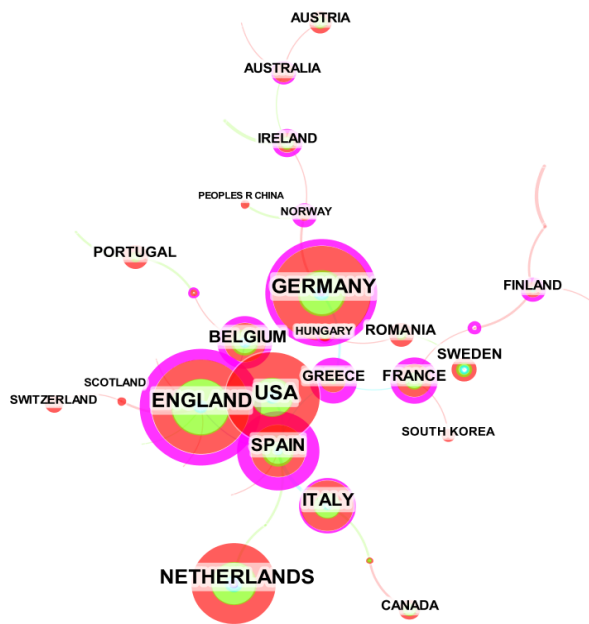 AUSTRIA
AUSTRALIA
IRELAND
PEOPLES R CHINA
NORWAY
PORTUGAL
GERMANY
FINLAND
HUNGARY
ROMANIA
BELGIUM
SWEDEN
GREECE
FRANCE
SCOTLAND
USA
SWITZERLAND
ENGLAND
SOUTH KOREA
SPAIN
ITALY
NETHERLANDS
CANADA